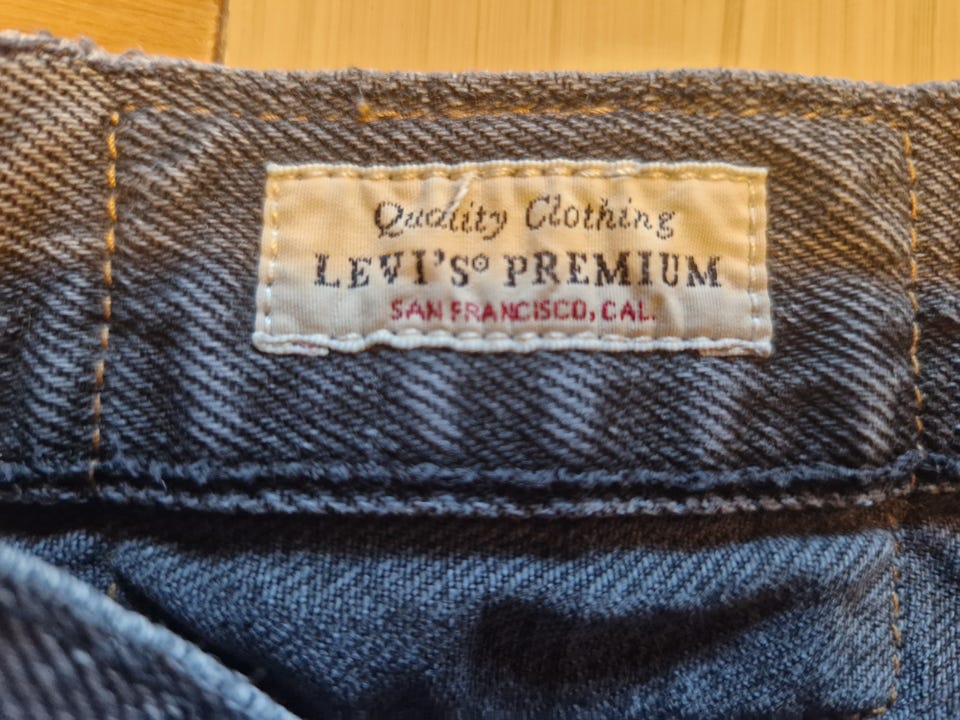 Quality Clothing
LEVI'S® PREMIUM
SAN FRANCISCO, CAL.